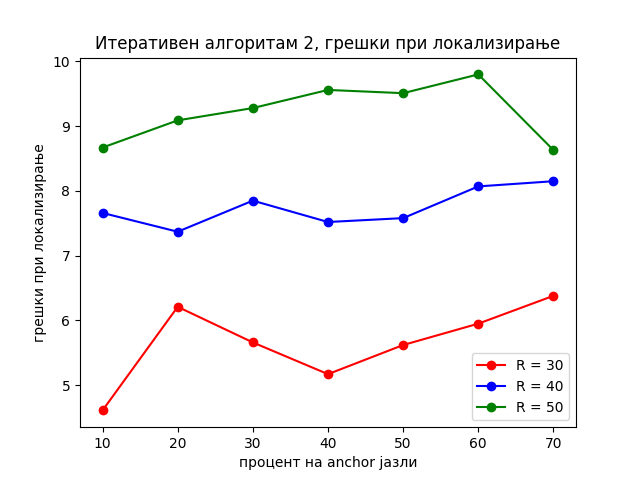 Итеративен алгоритам 2, грешки при локализирање
грешки при локализирање
10
9
8
7
6
5
10 20 30 40 50 60 70
процент на anchor јазли
R = 30
R = 40
R = 50